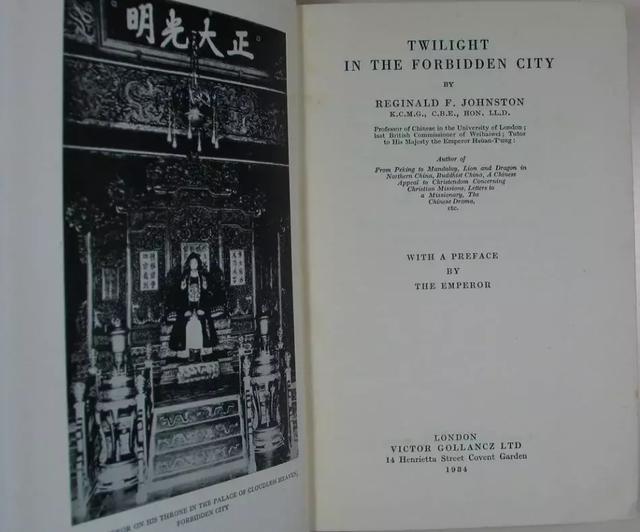 正大光明
ROR ON HIS THRONE IN THE PALACE OF CLOUDLESS HEAVEN,
FORBIDDEN CITY
TWILIGHT
IN THE FORBIDDEN CITY
BY
REGINALD F. JOHNSTON
K.C.M.G., C.B.E., HON. LL.D.
Professor of Chinese in the University of London ;
last British Commissioner of Weihaiwei ; Tutor
to His Majesty the Emperor Hsüan-T'ung :
Author of
From Peking to Mandalay, Lion and Dragon in
Northern China, Buddhist China, A Chinese
Appeal to Christendom Concerning
Christian Missions, Letters to
a Missionary, The
Chinese Drama,
etc.
WITH A PREFACE
BY
THE EMPEROR
LONDON
VICTOR GOLLANCZ LTD
14 Henrietta Street Covent Garden
1934